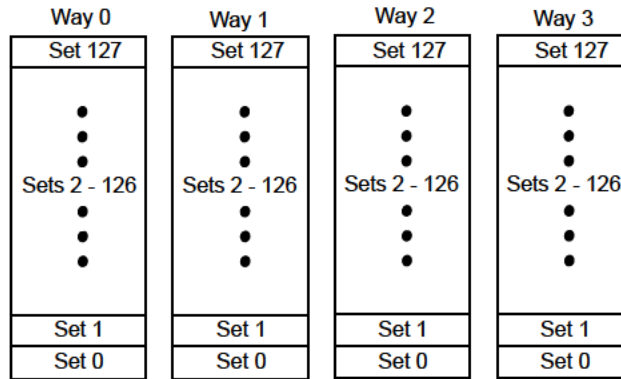 Way 0 Way 1 Way 2 Way 3
Set 127 Set 127 Set 127 Set 127
Sets 2 - 126 Sets 2 - 126 Sets 2 - 126 Sets 2 - 126
Set 1 Set 1 Set 1 Set 1
Set 0 Set 0 Set 0 Set 0